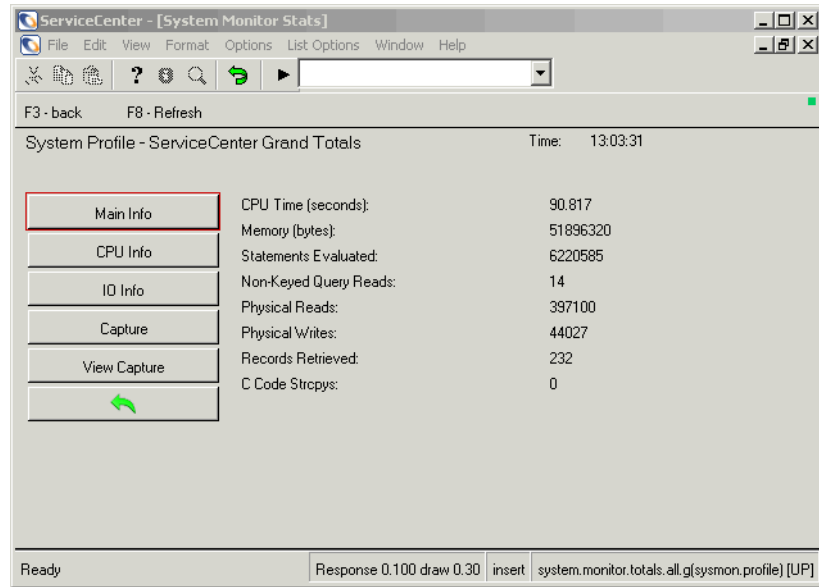 ServiceCenter - [System Monitor Stats]
File Edit View Format Options List Options Window Help
?
F3 - back F8 - Refresh
System Profile - ServiceCenter Grand Totals Time: 13:03:31
Main Info
CPU Info
IO Info
Capture
View Capture
CPU Time (seconds): 90.817
Memory (bytes): 51896320
Statements Evaluated: 6220585
Non-Keyed Query Reads: 14
Physical Reads: 397100
Physical Writes: 44027
Records Retrieved: 232
C Code Strcpys: 0
Ready Response 0.100 draw 0.30 insert system.monitor.totals.all.g(sysmon.profile) [UP]